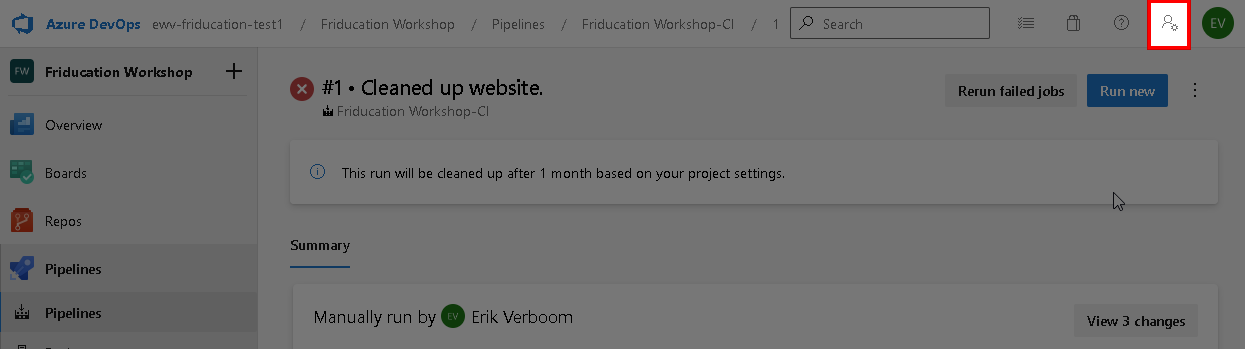 Azure DevOps ewv-friducation-test1 / Friducation Workshop / Pipelines / Friducation Workshop-CI / 1 Search EV
FW Friducation Workshop +
#1 • Cleaned up website.
Friducation Workshop-CI
Rerun failed jobs Run new
Overview
Boards
Repos
Pipelines
Pipelines
This run will be cleaned up after 1 month based on your project settings.
Summary
Manually run by EV Erik Verboom
View 3 changes